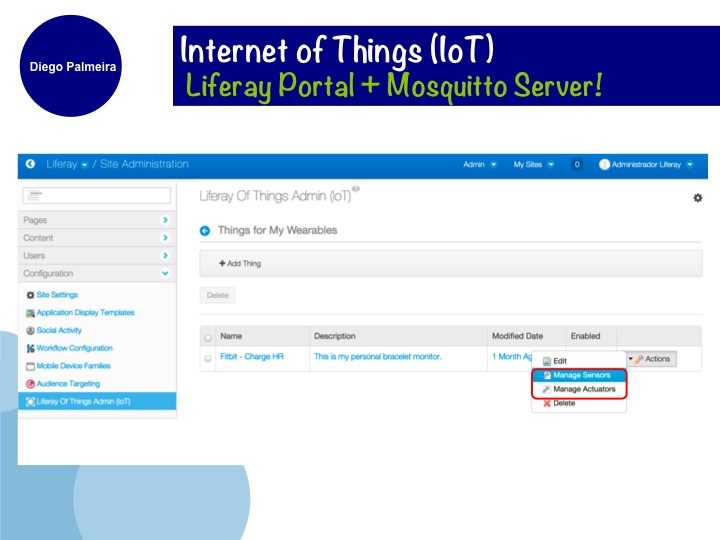 Diego Palmeira
Internet of Things (IoT)
Liferay Portal + Mosquitto Server!
Liferay / Site Administration
Admin
My Sites
0
Administrador Liferay
Liferay Of Things Admin (IoT)
Pages
Content
Users
Configuration
Site Settings
Application Display Templates
Social Activity
Workflow Configuration
Mobile Device Families
Audience Targeting
Liferay Of Things Admin (IoT)
Things for My Wearables
+ Add Thing
Delete
Name Description Modified Date Enabled
Fitbit - Charge HR This is my personal bracelet monitor. 1 Month Ag Actions
Edit
Manage Sensors
Manage Actuators
Delete